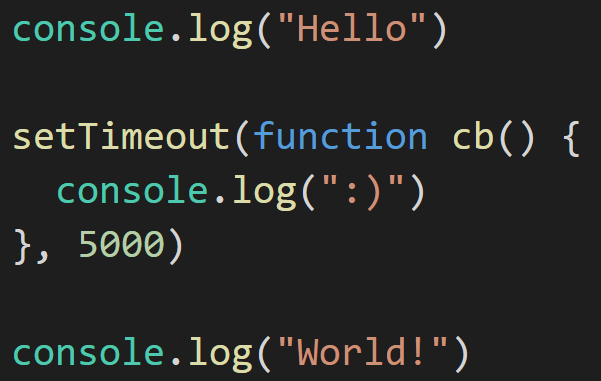 console.log("Hello")
setTimeout(function cb() {
  console.log(":)")
}, 5000)
console.log("World!")